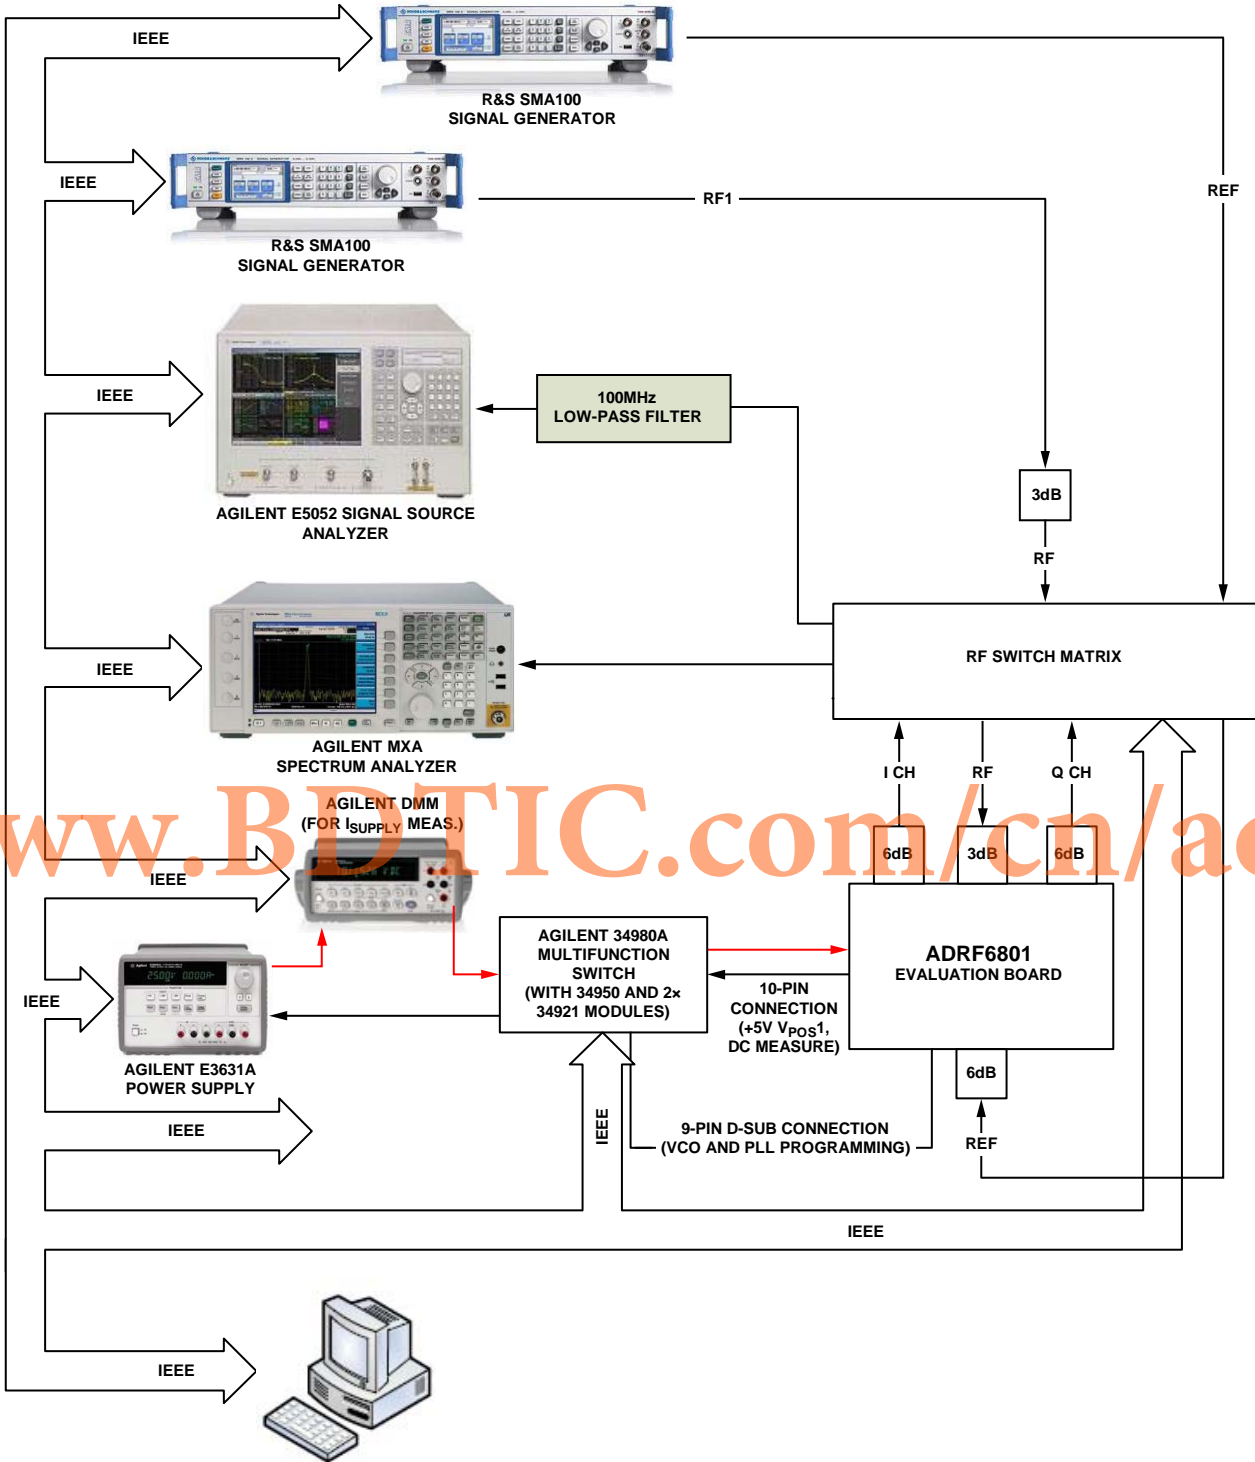 IEEE
R&S SMA100
SIGNAL GENERATOR
IEEE
RF1
REF
R&S SMA100
SIGNAL GENERATOR
IEEE
100MHz
LOW-PASS FILTER
3dB
AGILENT E5052 SIGNAL SOURCE
ANALYZER
RF
IEEE
RF SWITCH MATRIX
AGILENT MXA
SPECTRUM ANALYZER
I CH
RF
Q CH
AGILENT DMM
(FOR ISUPPLY MEAS.)
ww.BDTIC.com/cn/ad
6dB
3dB
6dB
IEEE
AGILENT 34980A
MULTIFUNCTION
SWITCH
(WITH 34950 AND 2×
34921 MODULES)
ADRF6801
EVALUATION BOARD
IEEE
10-PIN
CONNECTION
(+5V VPOS1,
DC MEASURE)
AGILENT E3631A
POWER SUPPLY
6dB
IEEE
IEEE
9-PIN D-SUB CONNECTION
(VCO AND PLL PROGRAMMING)
REF
IEEE
IEEE